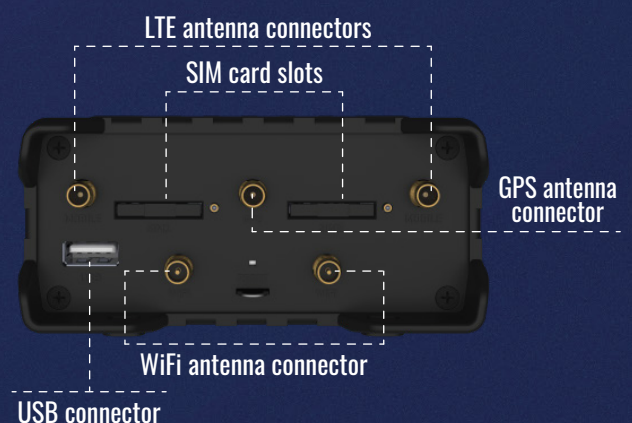 LTE antenna connectors
SIM card slots
GPS antenna
connector
WiFi antenna connector
USB connector